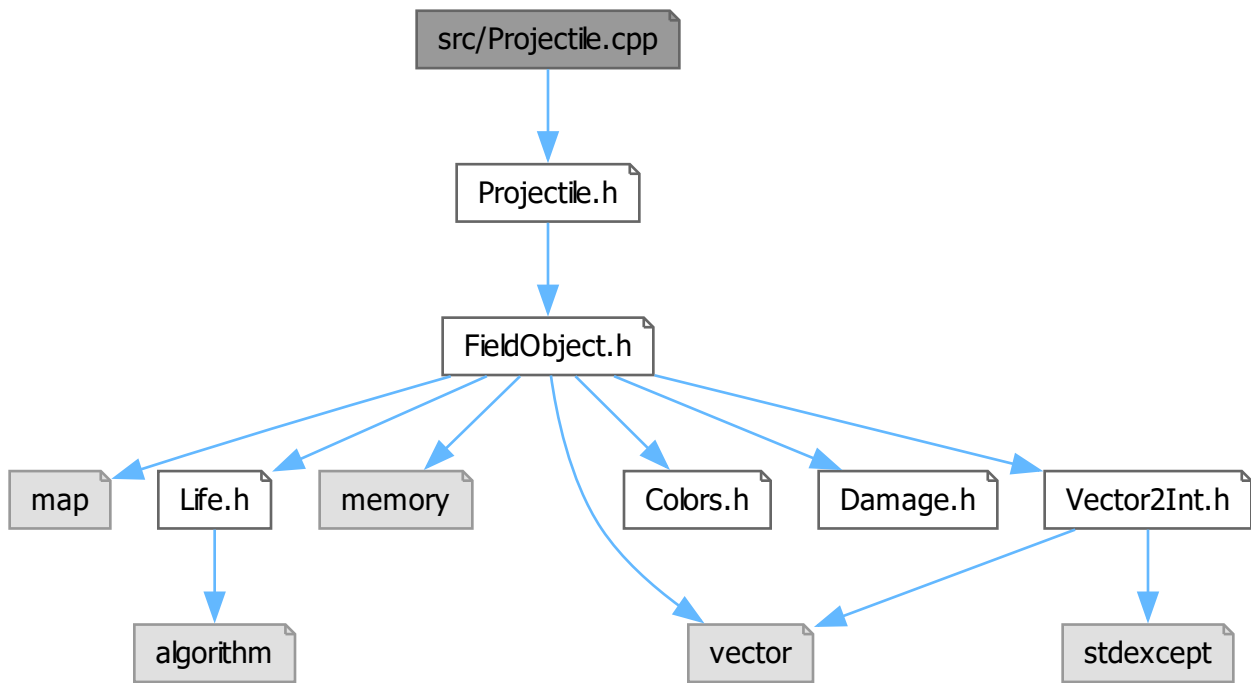 src/Projectile.cpp
Projectile.h
FieldObject.h
map
Life.h
memory
Colors.h
Damage.h
Vector2Int.h
algorithm
vector
stdexcept